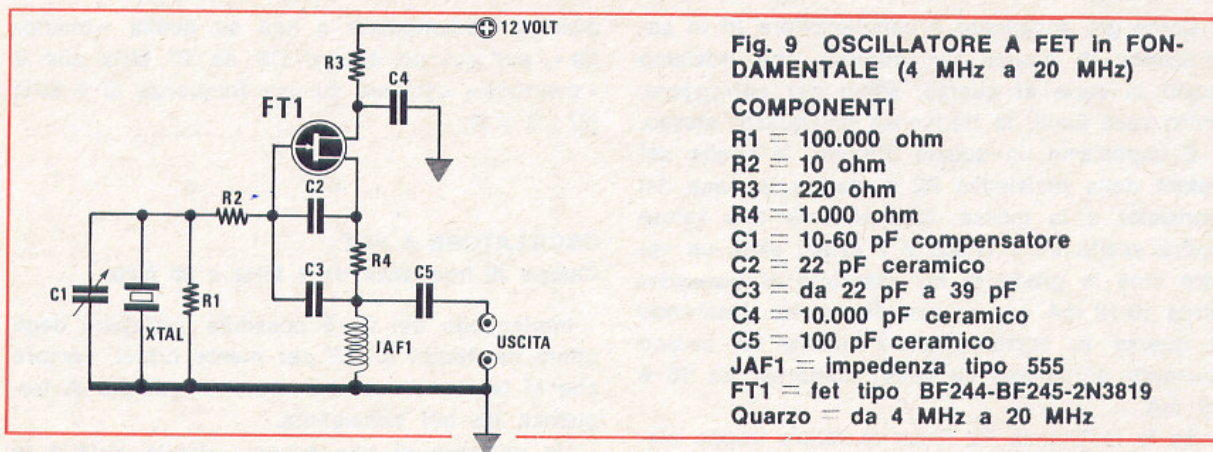 12 VOLT
R3
C4
FT1
C2
R2
R4
C3
C5
C1
XTAL
R1
JAF1
USCITA
Fig. 9 OSCILLATORE A FET in FON-
DAMENTALE (4 MHz a 20 MHz)
COMPONENTI
R1 = 100.000 ohm
R2 = 10 ohm
R3 = 220 ohm
R4 = 1.000 ohm
C1 = 10-60 pF compensatore
C2 = 22 pF ceramico
C3 = da 22 pF a 39 pF
C4 = 10.000 pF ceramico
C5 = 100 pF ceramico
JAF1 = impedenza tipo 555
FT1 = fet tipo BF244-BF245-2N3819
Quarzo = da 4 MHz a 20 MHz